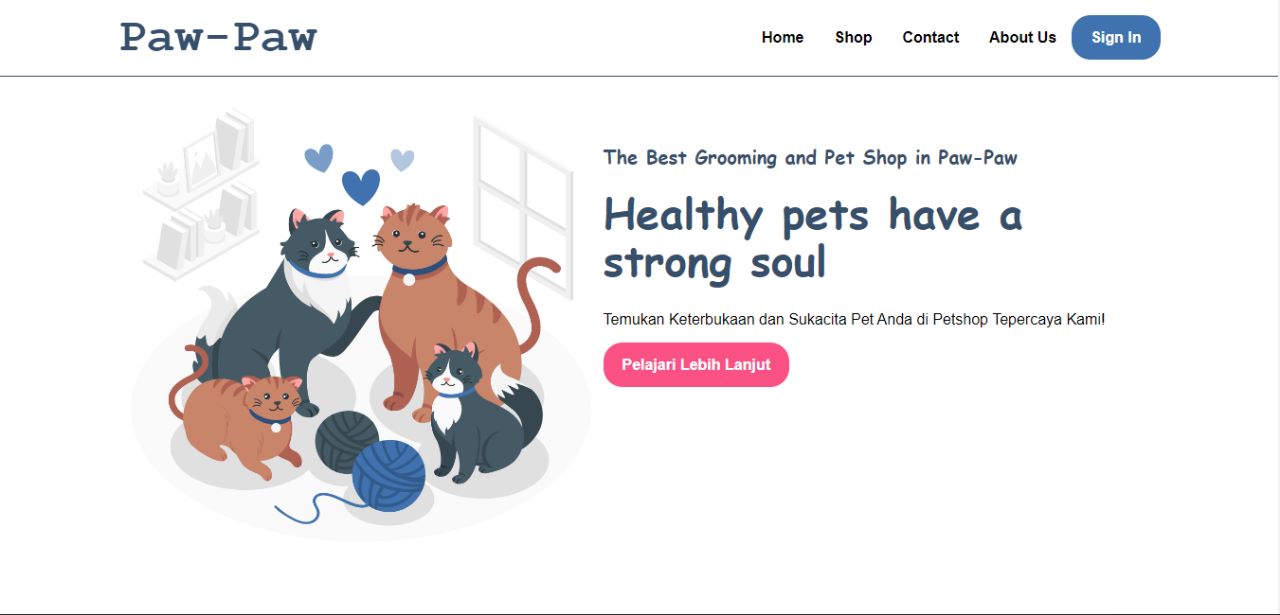 Paw-Paw
Home Shop Contact About Us Sign In
The Best Grooming and Pet Shop in Paw-Paw
Healthy pets have a
strong soul
Temukan Keterbukaan dan Sukacita Pet Anda di Petshop Tepercaya Kami!
Pelajari Lebih Lanjut